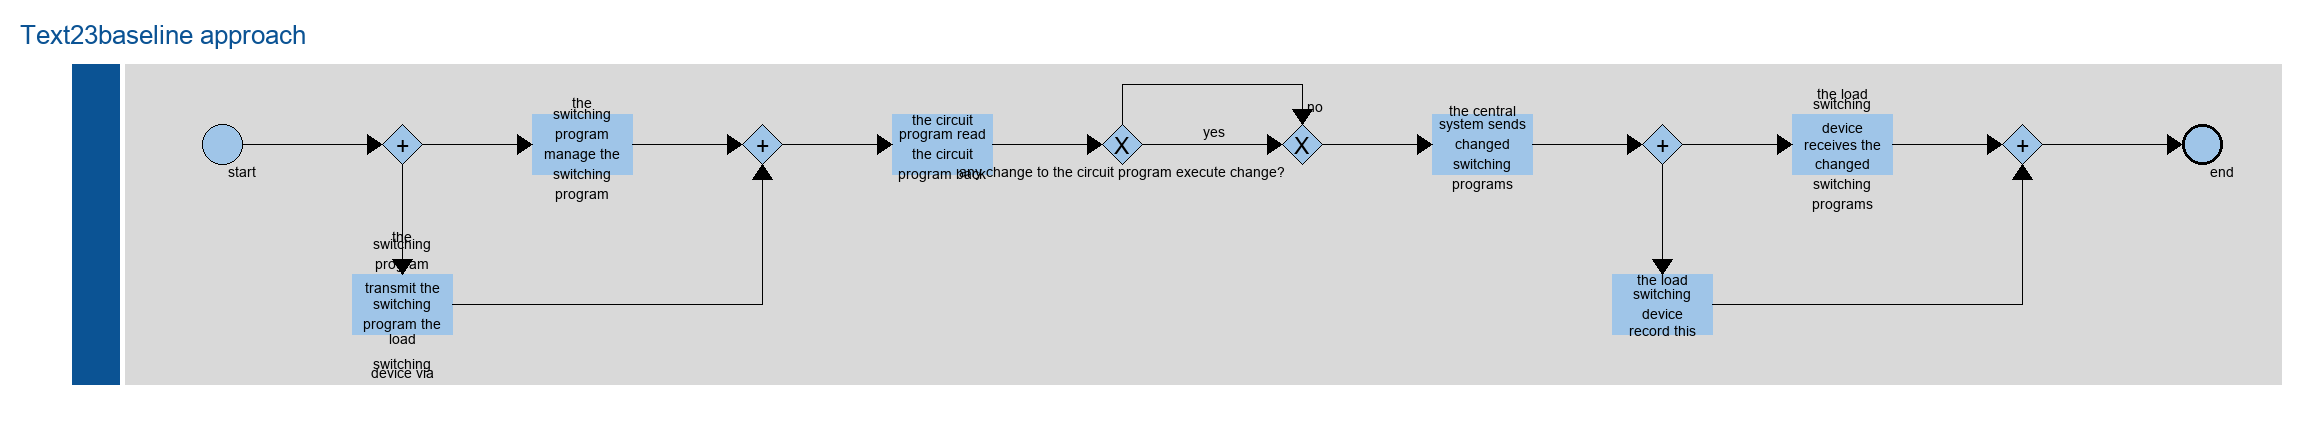 Text23baseline approach
start
+
the
switching
program
manage the
switching
program
the
switching
program
transmit the
switching
program the
load
switching
device via
+
the circuit
program read
the circuit
program back
X
any change to the circuit program execute change?
yes
no
X
the central
system sends
changed
switching
programs
+
the load
switching
device
receives the
changed
switching
programs
the load
switching
device
record this
+
end